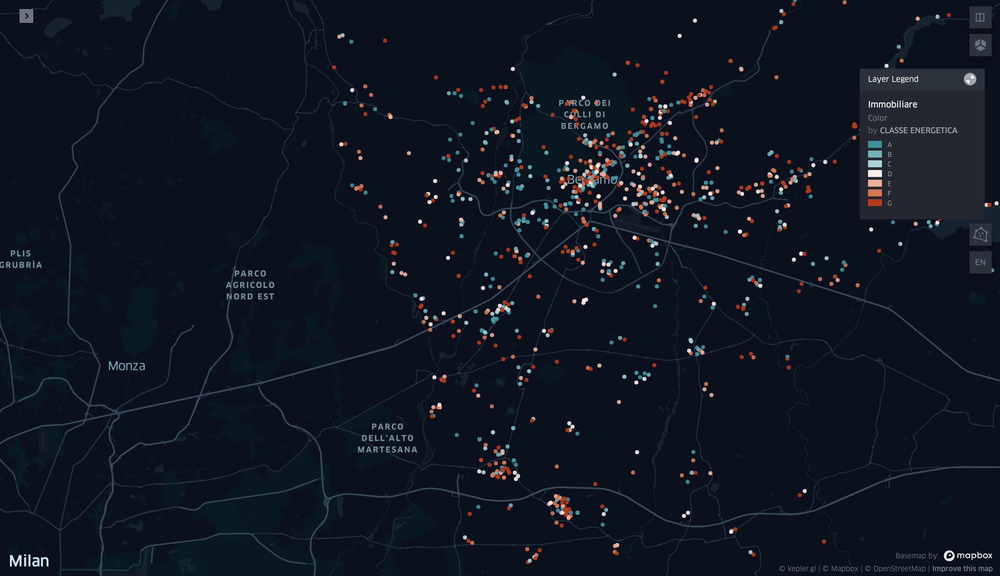 Layer Legend
Immobiliare
Color
by CLASSE ENERGETICA
A
B
C
D
E
F
G
EN
PARCO DEI
COLLI DI
BERGAMO
Bergamo
PLIS
GRUBRÌA
PARCO
AGRICOLO
NORD EST
Monza
PARCO
DELL'ALTO
MARTESANA
Milan
Basemap by: mapbox
© kepler.gl | © Mapbox | © OpenStreetMap | Improve this map